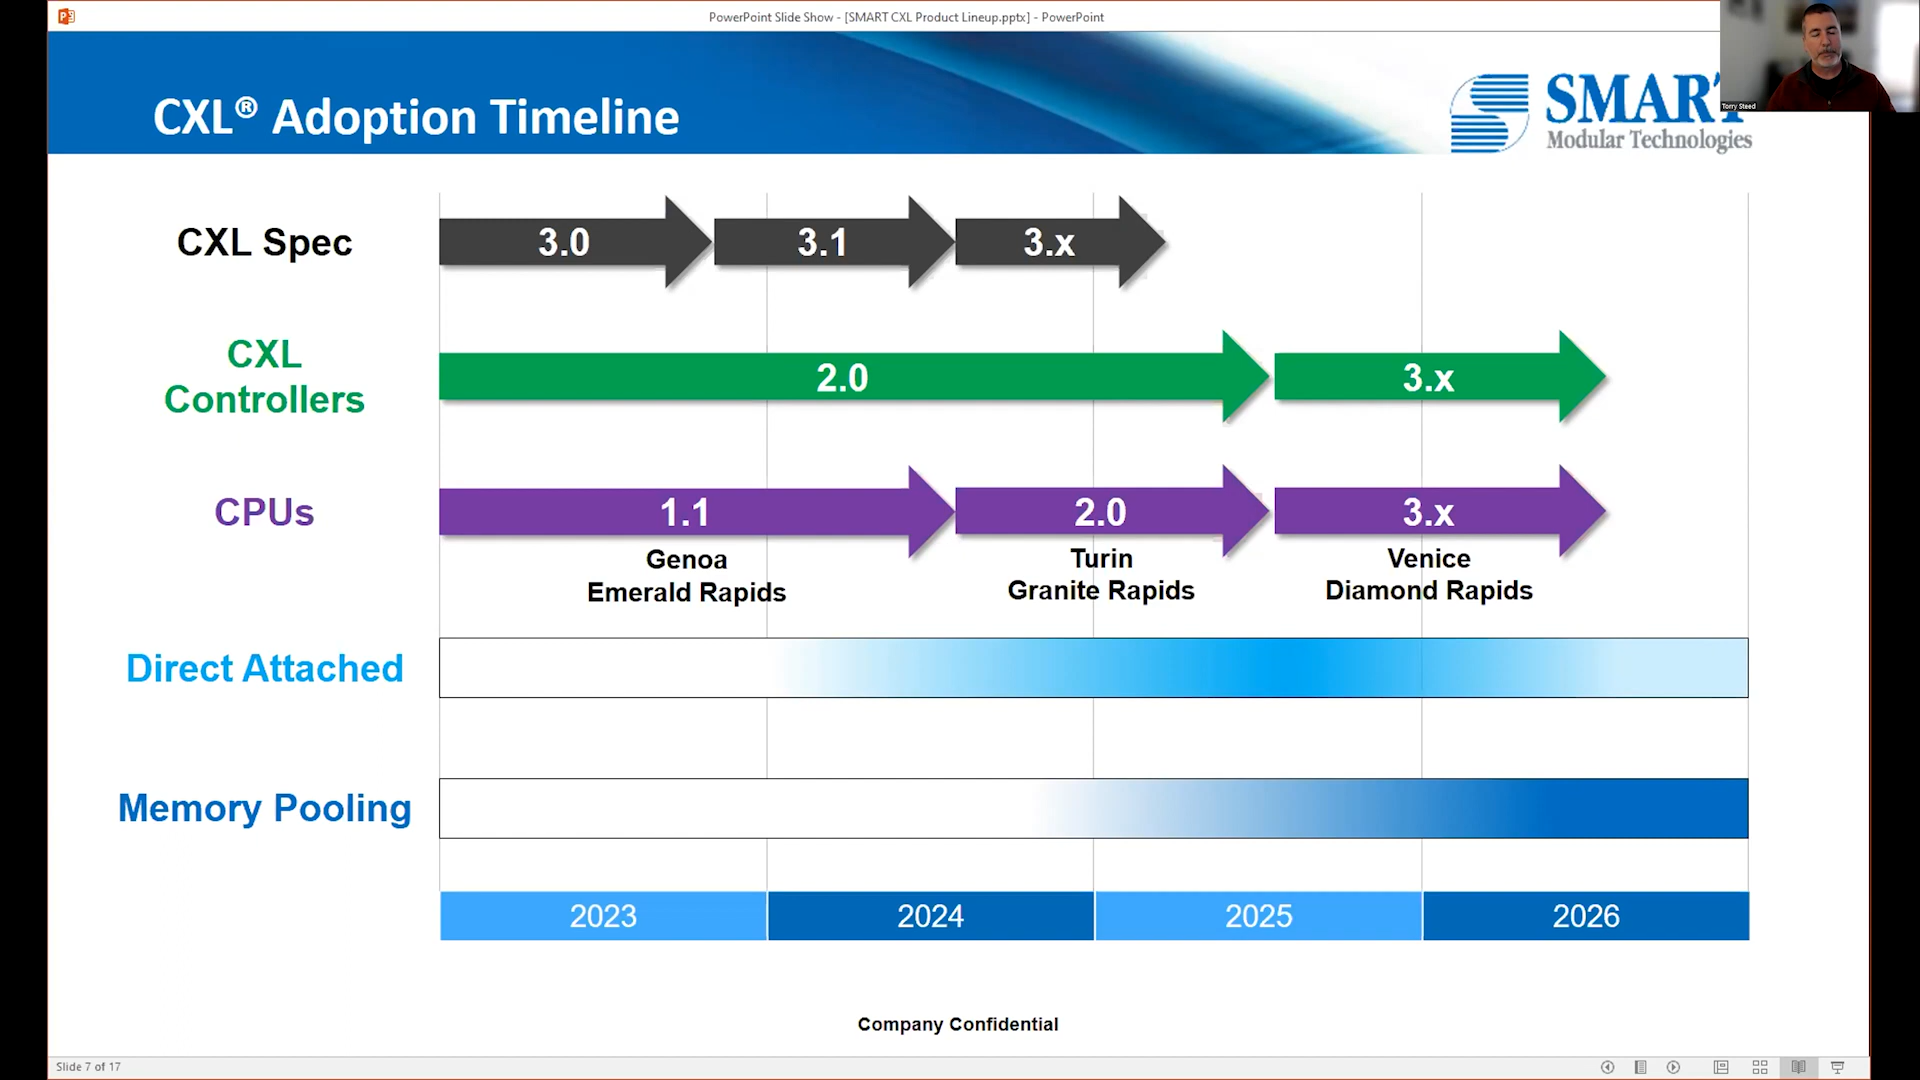 PowerPoint Slide Show - [SMART CXL Product Lineup.pptx] - PowerPoint
Torry Steed
CXL® Adoption Timeline
SMART
Modular Technologies
CXL Spec
3.0
3.1
3.x
CXL
Controllers
2.0
3.x
CPUs
1.1
2.0
3.x
Genoa
Emerald Rapids
Turin
Granite Rapids
Venice
Diamond Rapids
Direct Attached
Memory Pooling
2023
2024
2025
2026
Company Confidential
Slide 7 of 17